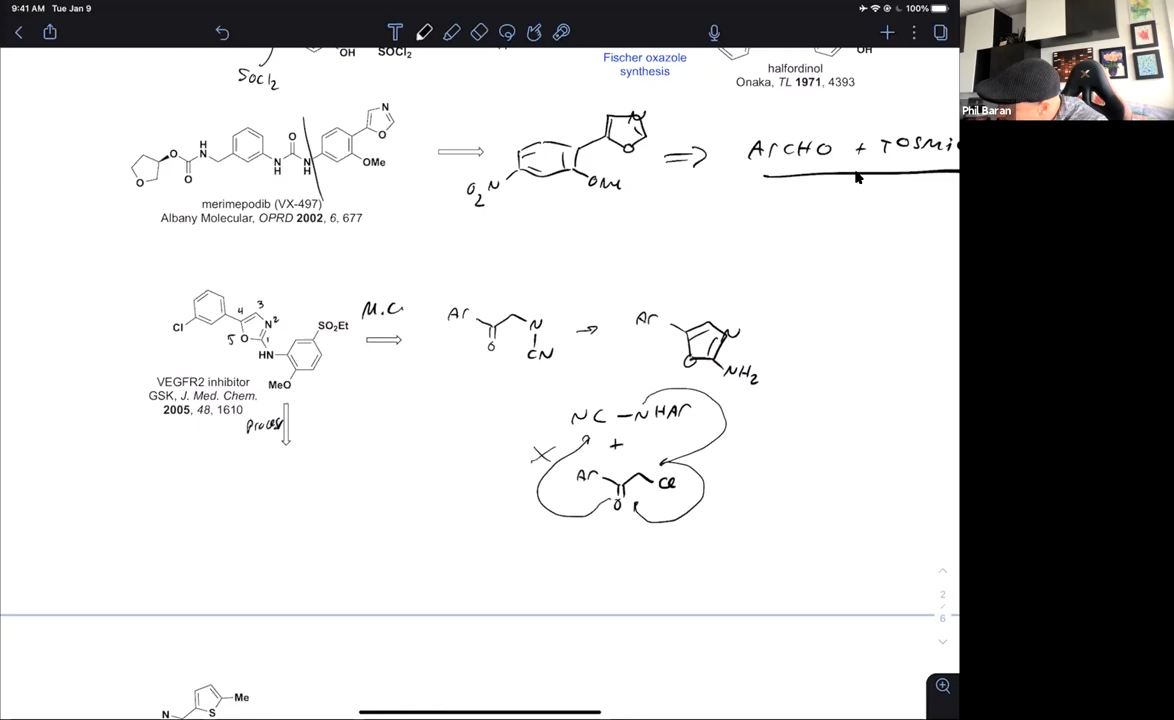 9:41 AM Tue Jan 9
100%
OH
SOCl2
SOCl2
Fischer oxazole
synthesis
OH
halfordinol
Onaka, TL 1971, 4393
Phil Baran
O
O
H
N
O
N
H
O
N
H
N
O
OMe
merimepodib (VX-497)
Albany Molecular, OPRD 2002, 6, 677
O2N
N
O
OMe
ArCHO + TOSMIC
Cl
4
3
N
2
5
O
1
HN
SO2Et
MeO
VEGFR2 inhibitor
GSK, J. Med. Chem.
2005, 48, 1610
process
M.C.
Ar
O
N
CN
Ar
N
O
NH2
NC - NHAr
+
X
Ar
O
Cl
2
/
6
N
S
Me